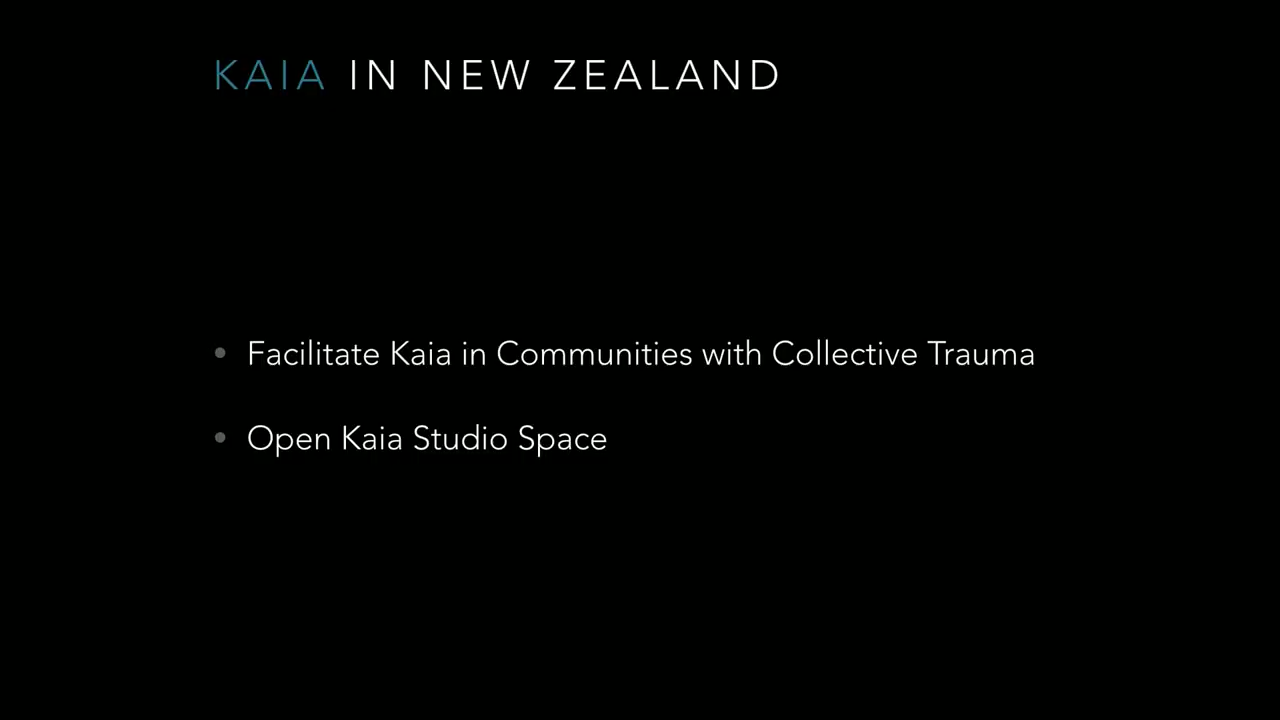 KAIA IN NEW ZEALAND
• Facilitate Kaia in Communities with Collective Trauma
• Open Kaia Studio Space